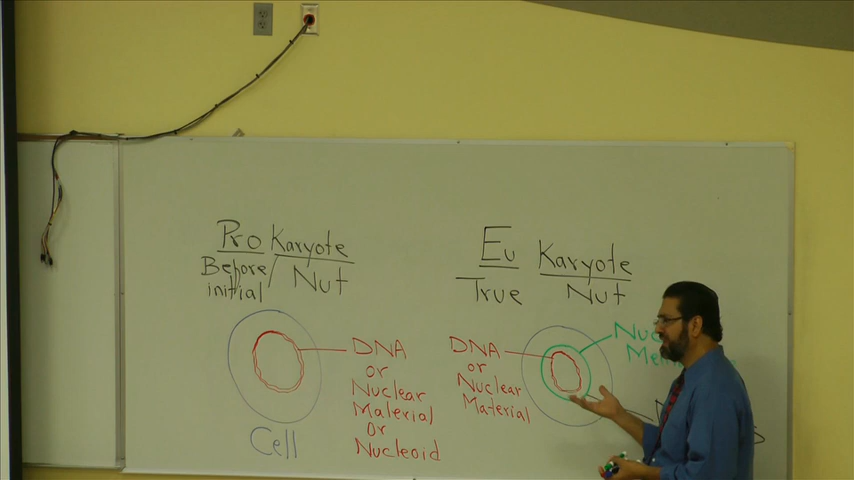 Pro Karyote
Before/ Nut
initial
DNA
or
Nuclear
Malerial
or
Nucleoid
Cell
Eu Karyote
True Nut
DNA
or
Nuclear
Material